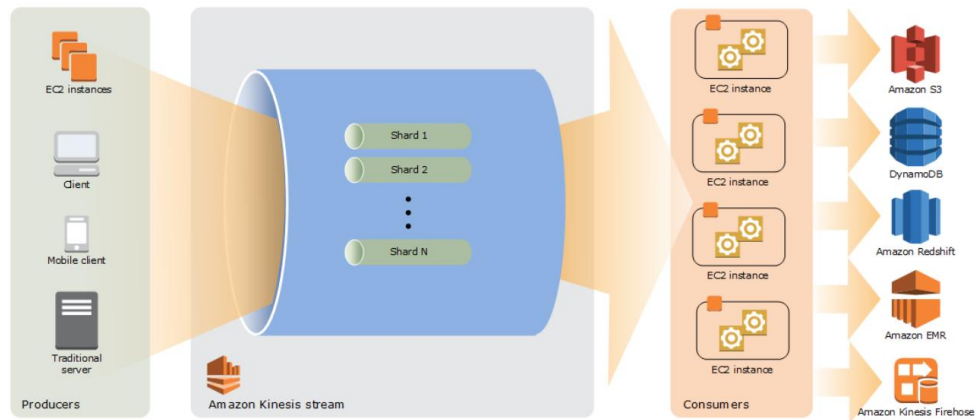 EC2 instances
Client
Mobile client
Traditional
server
Producers
Shard 1
Shard 2
Shard N
Amazon Kinesis stream
EC2 instance
EC2 instance
EC2 instance
EC2 instance
Consumers
Amazon S3
DynamoDB
Amazon Redshift
Amazon EMR
Amazon Kinesis Firehose